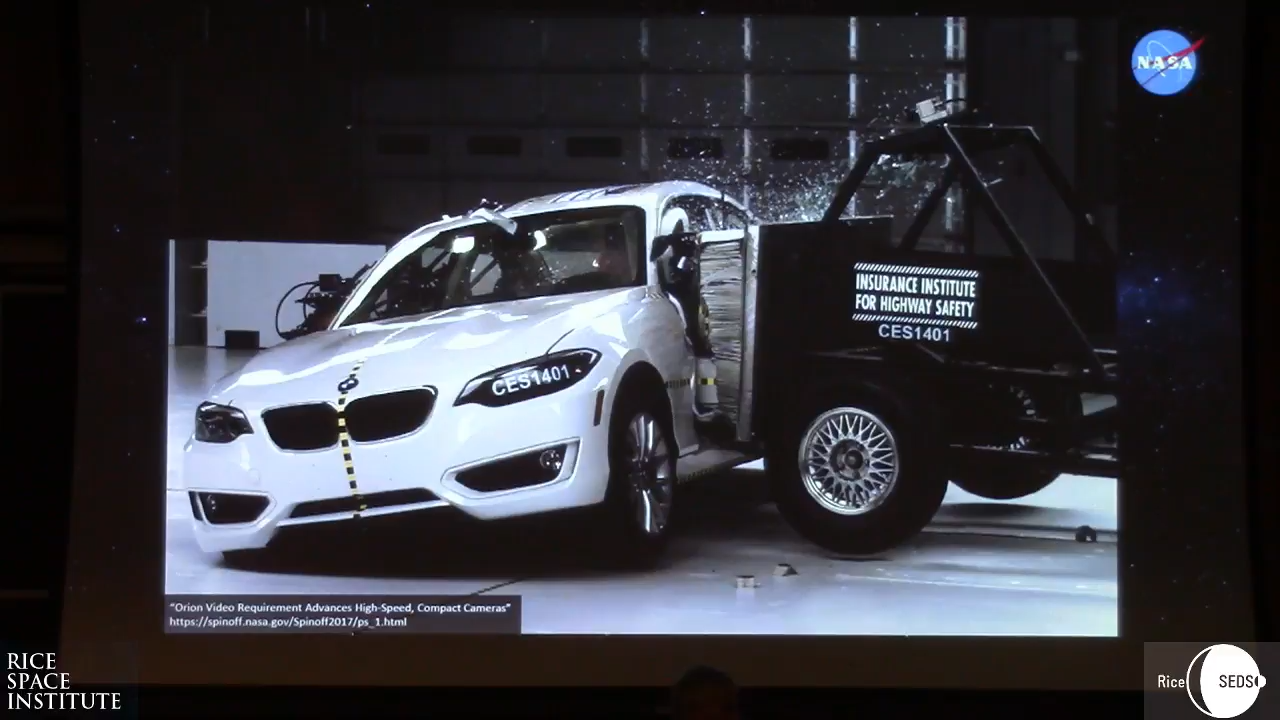 NASA
INSURANCE INSTITUTE
FOR HIGHWAY SAFETY
CES1401
CES1401
"Orion Video Requirement Advances High-Speed, Compact Cameras"
https://spinoff.nasa.gov/Spinoff2017/ps_1.html
RICE
SPACE
INSTITUTE
Rice SEDS